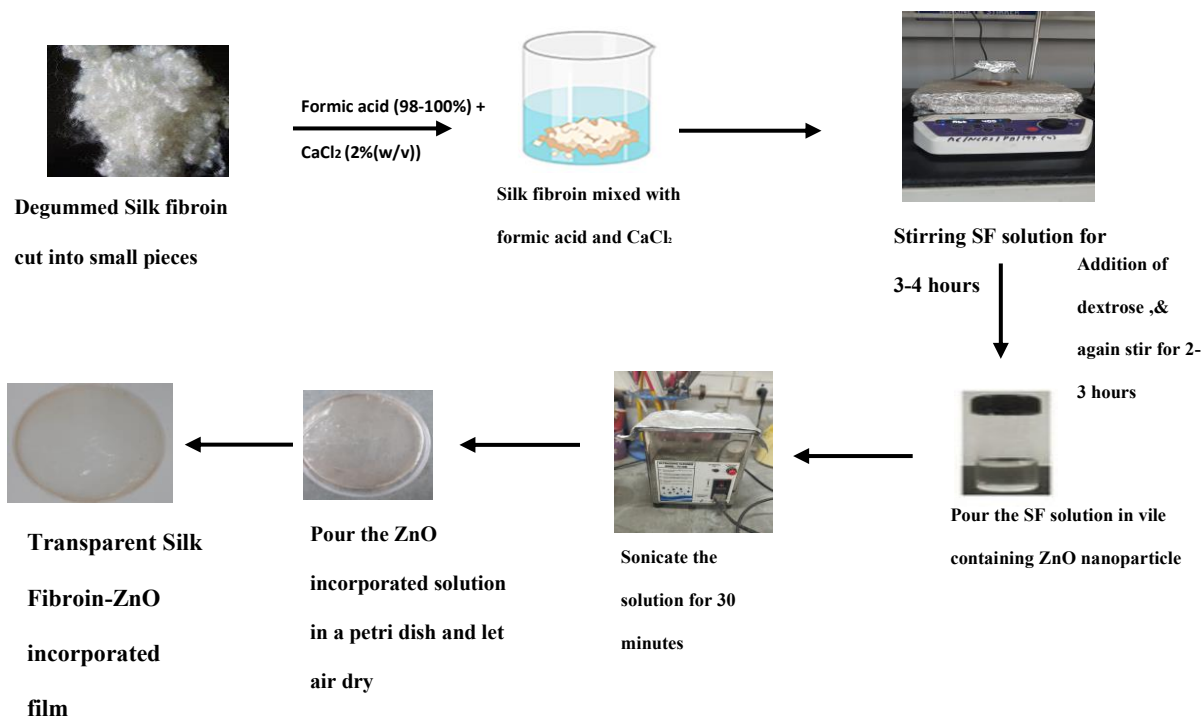 Degummed Silk fibroin
cut into small pieces
Formic acid (98-100%) +
CaCl₂ (2%(w/v))
Silk fibroin mixed with
formic acid and CaCl₂
Stirring SF solution for
3-4 hours
Addition of
dextrose ,&
again stir for 2-
3 hours
Pour the SF solution in vile
containing ZnO nanoparticle
Sonicate the
solution for 30
minutes
Pour the ZnO
incorporated solution
in a petri dish and let
air dry
Transparent Silk
Fibroin-ZnO
incorporated
film